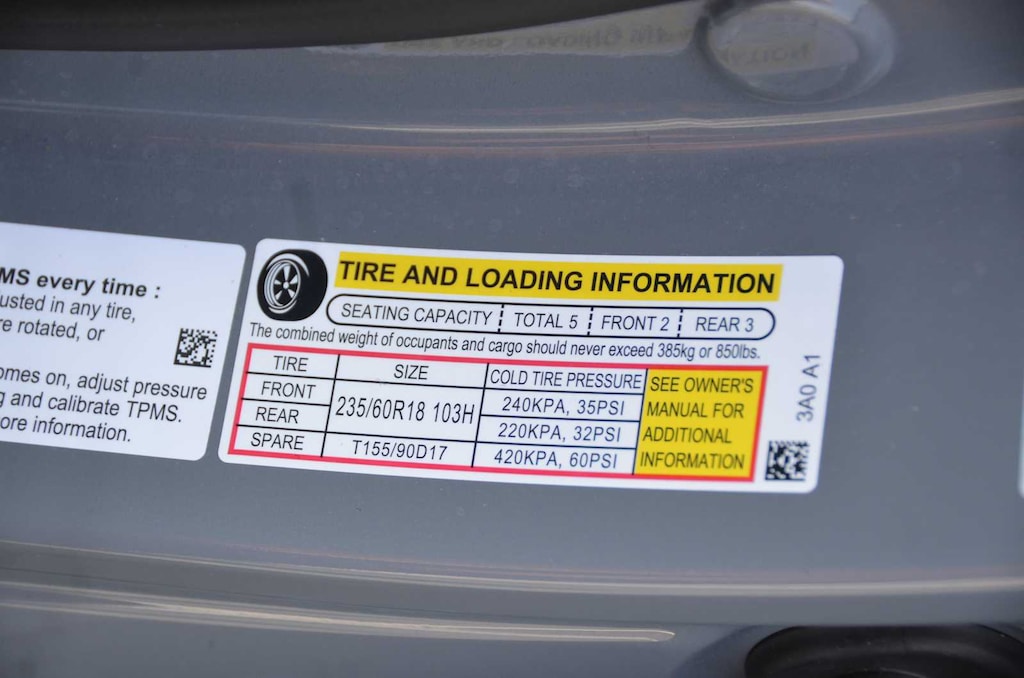 MS every time :
usted in any tire,
re rotated, or
omes on, adjust pressure
g and calibrate TPMS.
ore information.
TIRE AND LOADING INFORMATION
SEATING CAPACITY TOTAL 5 FRONT 2 REAR 3
The combined weight of occupants and cargo should never exceed 385kg or 850lbs.
TIRE SIZE COLD TIRE PRESSURE
FRONT 235/60R18 103H 240KPA, 35PSI
REAR 220KPA, 32PSI
SPARE T155/90D17 420KPA, 60PSI
SEE OWNER'S
MANUAL FOR
ADDITIONAL
INFORMATION
3A0 A1